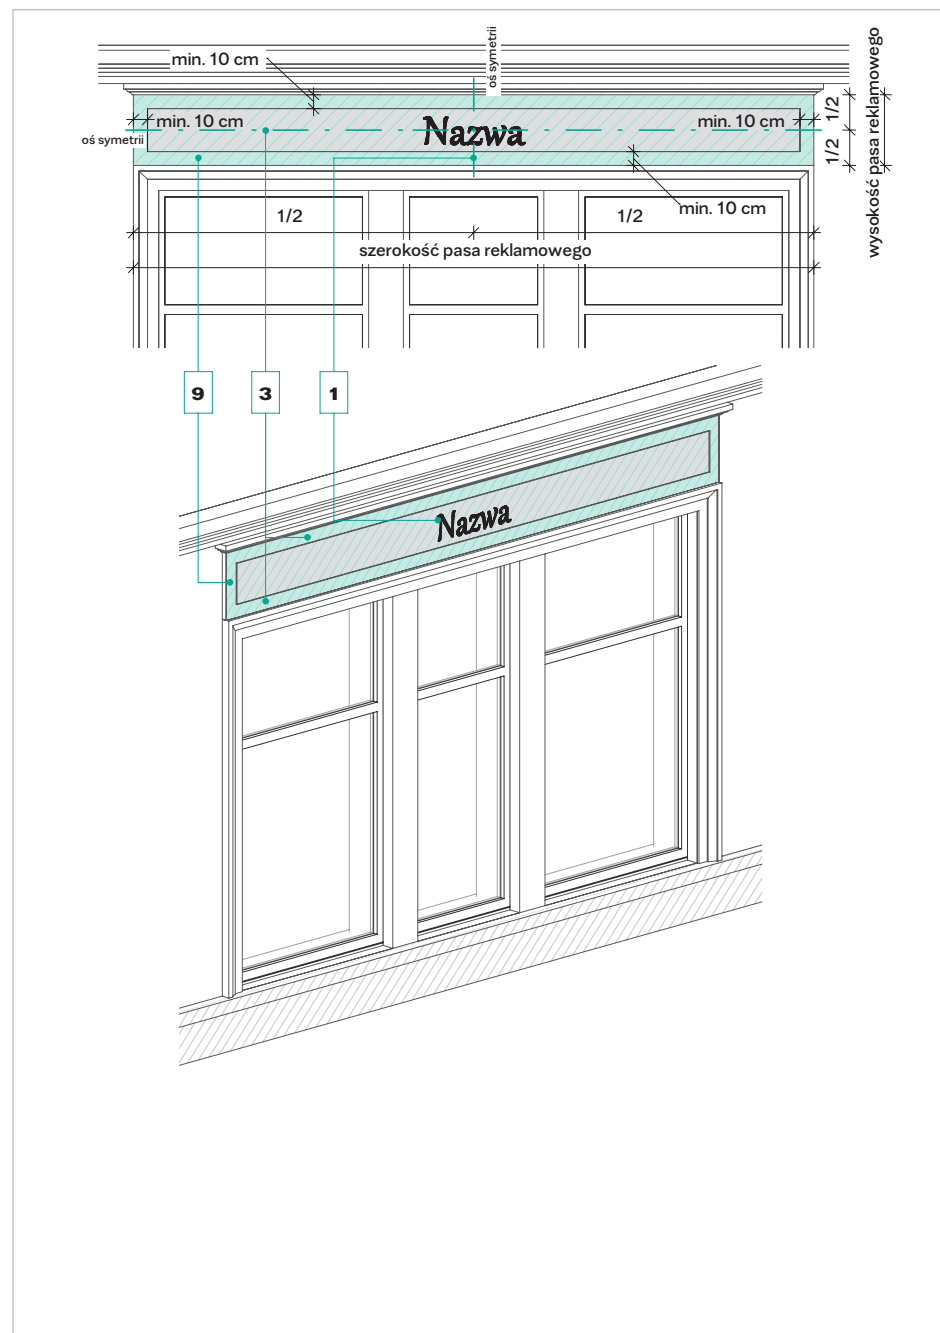 min. 10 cm
oś symetrii
min. 10 cm
Nazwa
min. 10 cm
1/2
1/2
wysokość pasa reklamowego
oś symetrii
1/2
1/2
min. 10 cm
szerokość pasa reklamowego
9
3
1
Nazwa